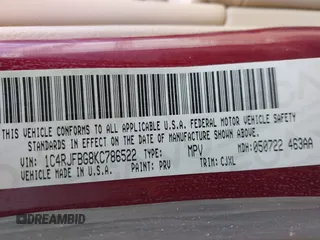 THIS VEHICLE CONFORMS TO ALL APPLICABLE U.S.A. FEDERAL MOTOR VEHICLE SAFETY
STANDARDS IN EFFECT ON THE DATE OF MANUFACTURE SHOWN ABOVE.
VIN: 1C4RJFBG8KC786522 TYPE: MPV MDH: 050722 463AA
VEHICLE MADE IN U.S.A. PAINT: PRV TRIM: CJXL
© DREAMBID